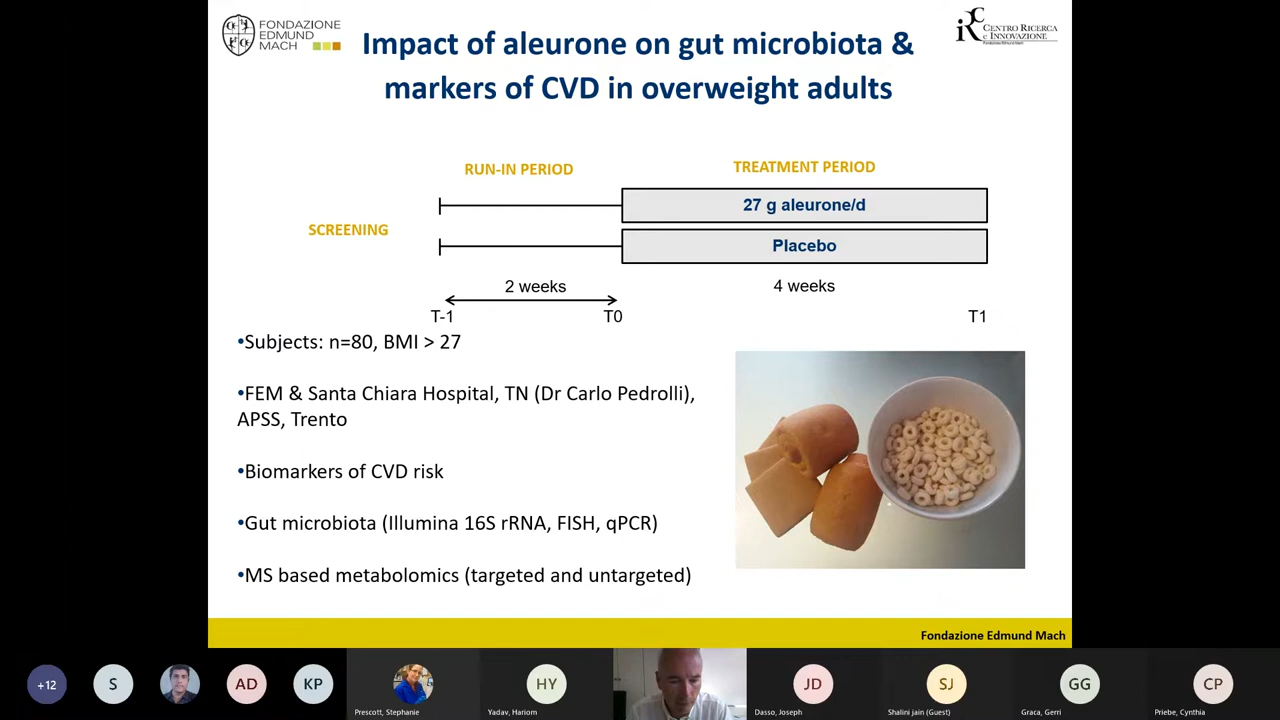 FONDAZIONE
EDMUND
MACH
CENTRO RICERCA
e INNOVAZIONE
Impact of aleurone on gut microbiota &
markers of CVD in overweight adults
RUN-IN PERIOD
TREATMENT PERIOD
27 g aleurone/d
SCREENING
Placebo
2 weeks
4 weeks
T-1
T0
T1
•Subjects: n=80, BMI > 27
•FEM & Santa Chiara Hospital, TN (Dr Carlo Pedrolli),
APSS, Trento
•Biomarkers of CVD risk
•Gut microbiota (Illumina 16S rRNA, FISH, qPCR)
•MS based metabolomics (targeted and untargeted)
Fondazione Edmund Mach
+12
S
AD
KP
HY
JD
SJ
GG
CP
Prescott, Stephanie
Yadav, Hariom
Dasso, Joseph
Shalini jain (Guest)
Graca, Gerri
Priebe, Cynthia